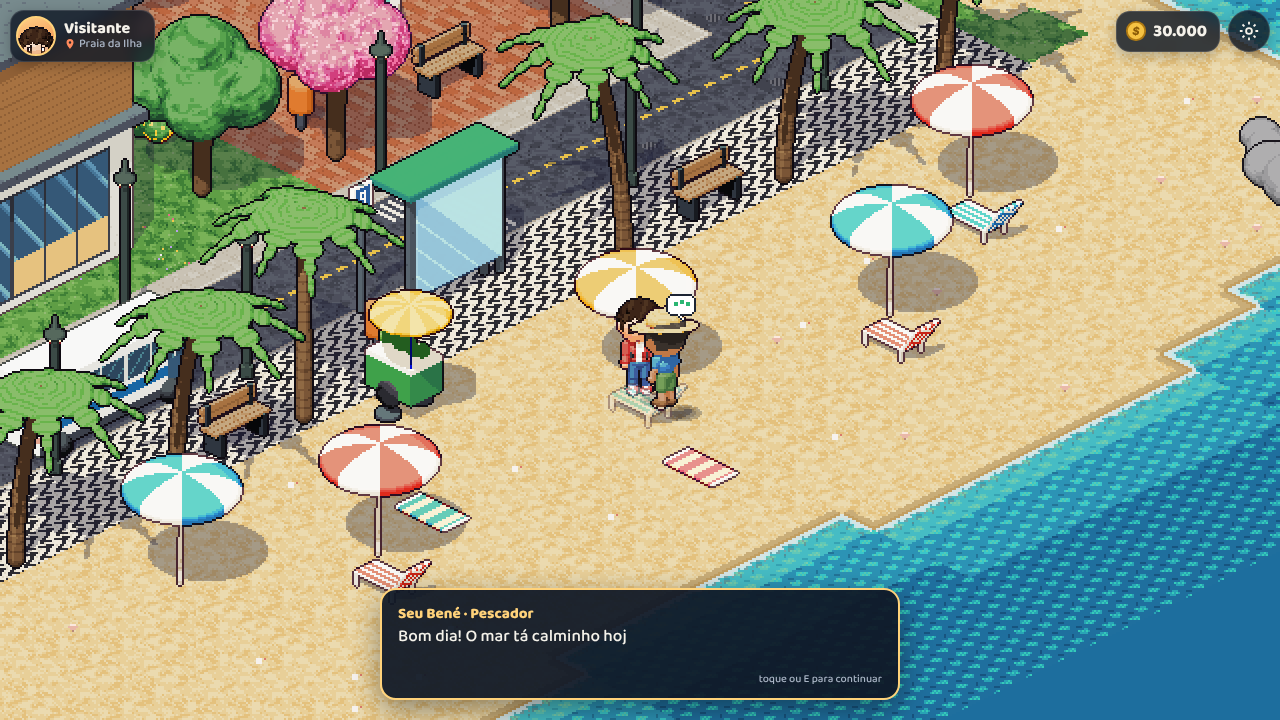 Visitante
Praia da Ilha
30.000
Seu Bené • Pescador
Bom dia! O mar tá calminho hoj
toque ou E para continuar